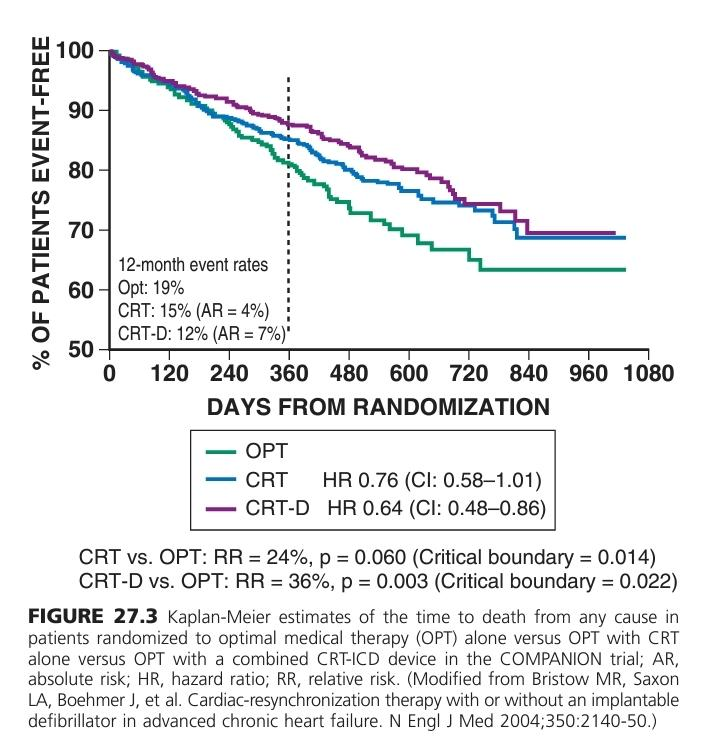 % OF PATIENTS EVENT-FREE
100
90
80
70
60
50
12-month event rates
Opt: 19%
CRT: 15% (AR = 4%)
CRT-D: 12% (AR = 7%)
0 120 240 360 480 600 720 840 960 1080
DAYS FROM RANDOMIZATION
OPT
CRT HR 0.76 (CI: 0.58–1.01)
CRT-D HR 0.64 (CI: 0.48–0.86)
CRT vs. OPT: RR = 24%, p = 0.060 (Critical boundary = 0.014)
CRT-D vs. OPT: RR = 36%, p = 0.003 (Critical boundary = 0.022)
FIGURE 27.3 Kaplan-Meier estimates of the time to death from any cause in
patients randomized to optimal medical therapy (OPT) alone versus OPT with CRT
alone versus OPT with a combined CRT-ICD device in the COMPANION trial; AR,
absolute risk; HR, hazard ratio; RR, relative risk. (Modified from Bristow MR, Saxon
LA, Boehmer J, et al. Cardiac-resynchronization therapy with or without an implantable
defibrillator in advanced chronic heart failure. N Engl J Med 2004;350:2140-50.)